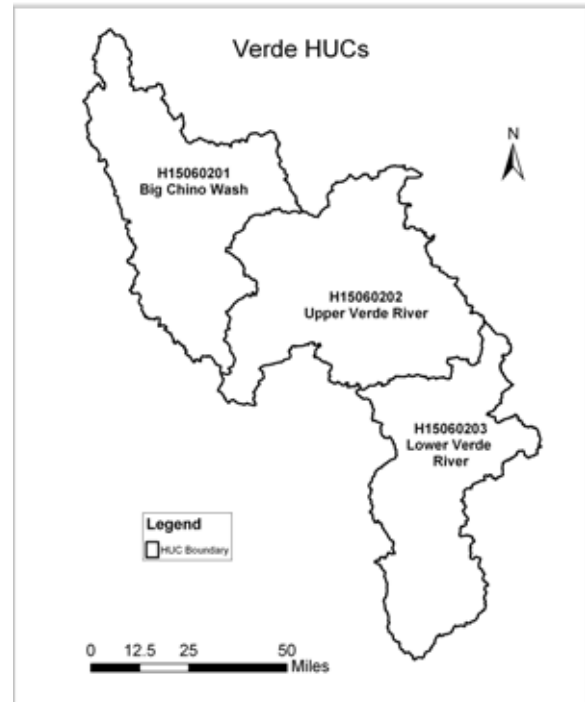 Verde HUCs
N
H15060201
Big Chino Wash
H15060202
Upper Verde River
H15060203
Lower Verde
River
Legend
HUC Boundary
0 12.5 25 50
Miles